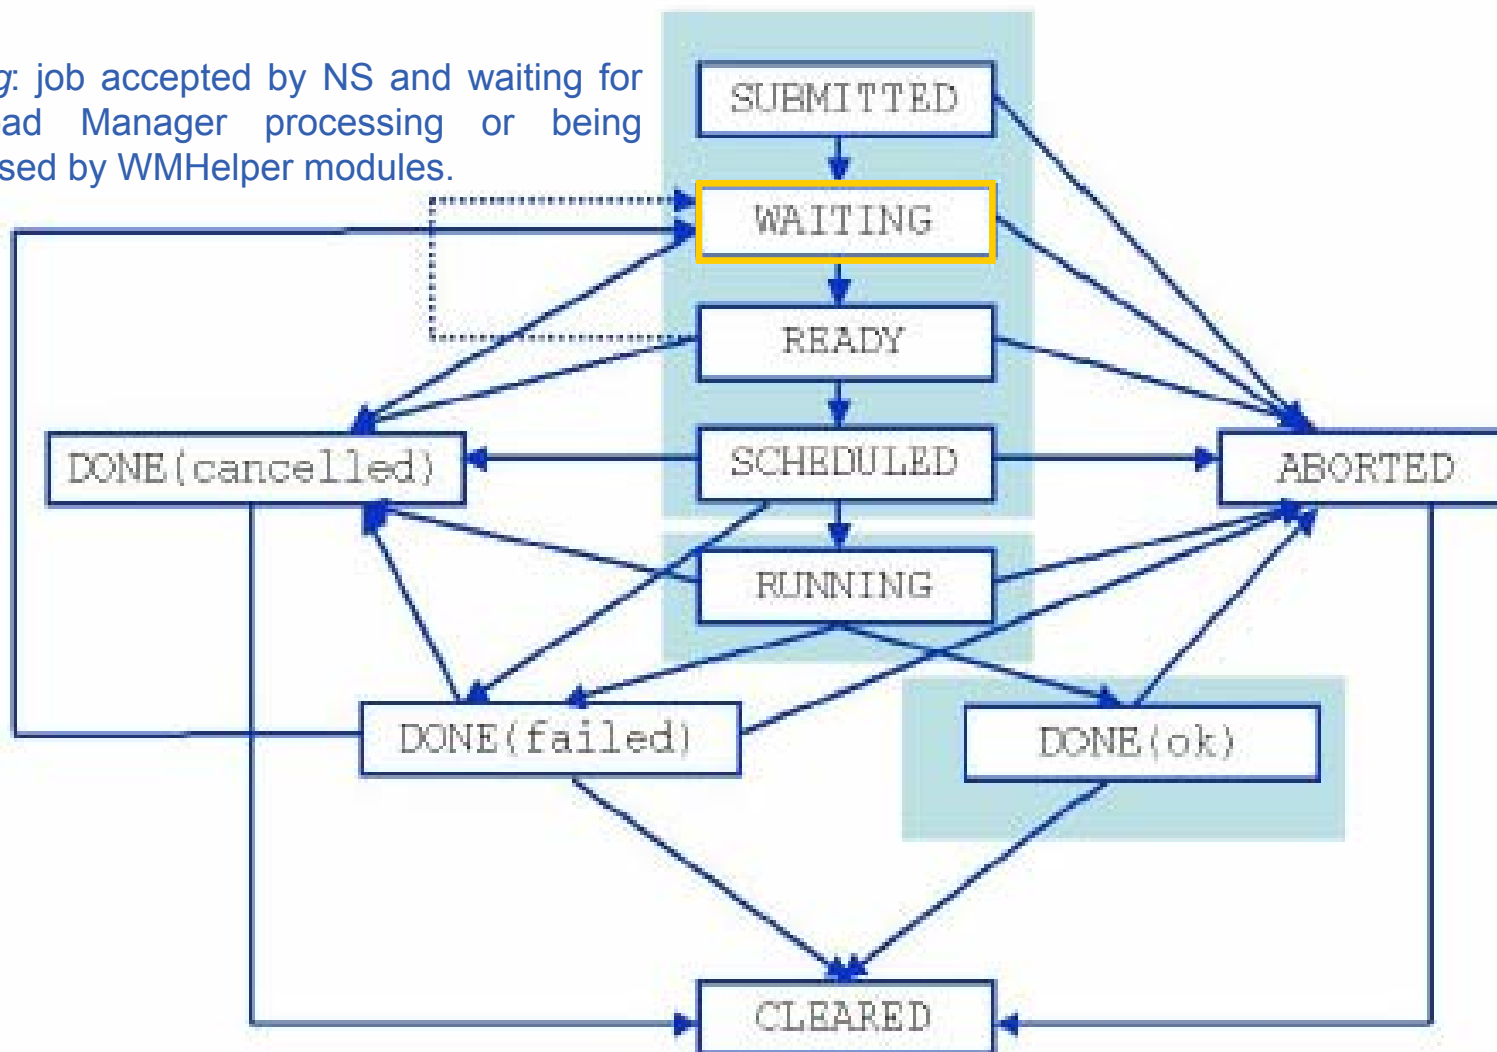 g: job accepted by NS and waiting for
ad Manager processing or being
sed by WMHelper modules.
SUBMITTED
WAITING
READY
SCHEDULED
DONE(cancelled)
ABORTED
RUNNING
DONE(failed)
DONE(ok)
CLEARED